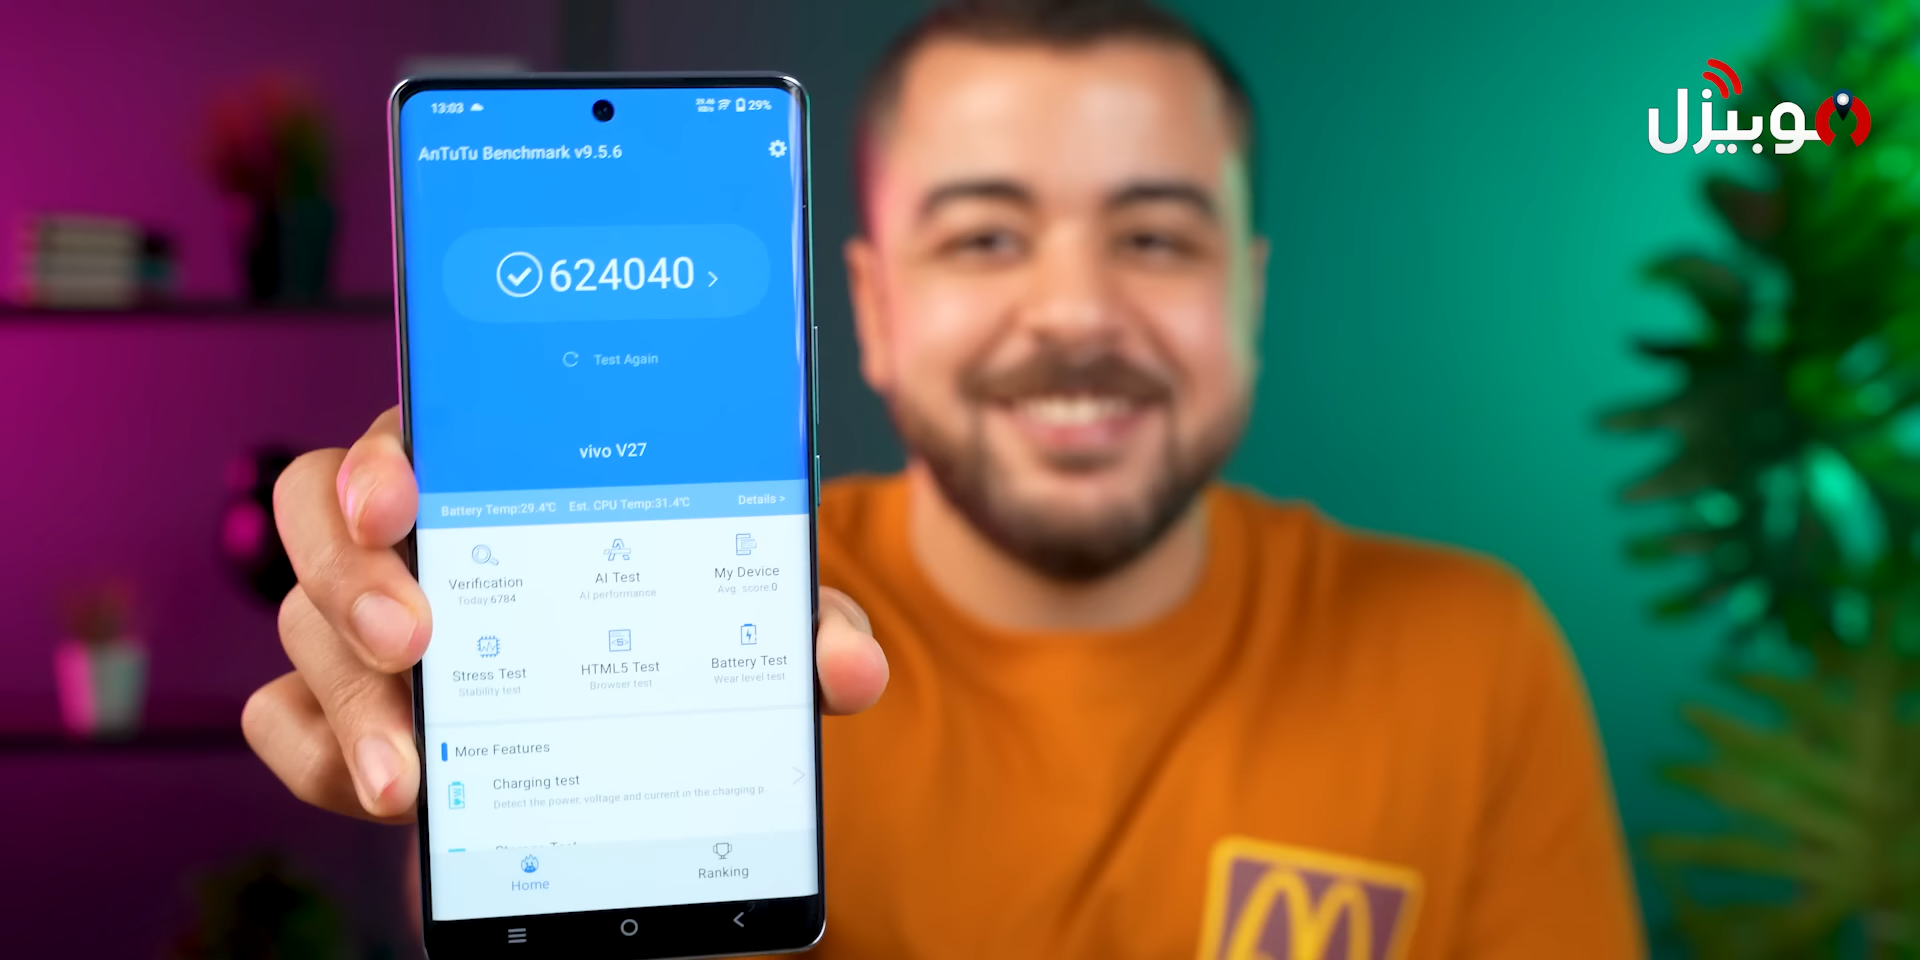 13:03
29%
AnTuTu Benchmark v9.5.6
624040
Test Again
vivo V27
Battery Temp:29.4℃ Est. CPU Temp:31.4℃ Details >
Verification
Today:6784
AI Test
AI performance
My Device
Avg. score:0
Stress Test
Stability test
HTML5 Test
Browser test
Battery Test
Wear level test
More Features
Charging test
Detect the power, voltage and current in the charging p
Home
Ranking
موبيزل